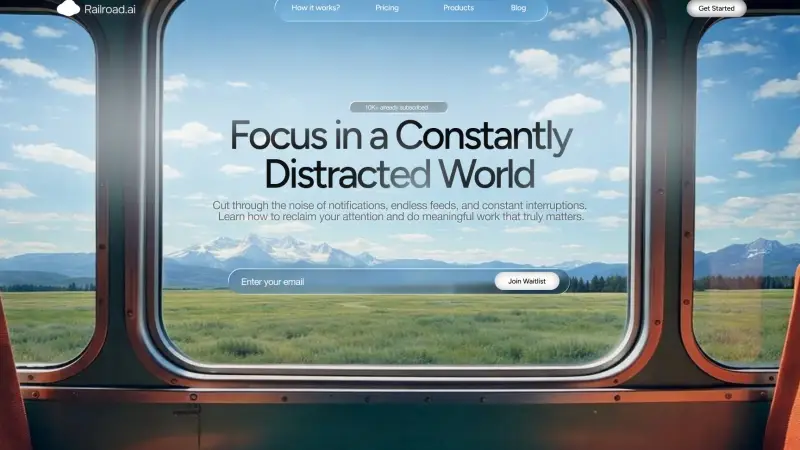 Railroad.ai
How it works?
Pricing
Products
Blog
Get Started
10K+ already subscribed
Focus in a Constantly
Distracted World
Cut through the noise of notifications, endless feeds, and constant interruptions.
Learn how to reclaim your attention and do meaningful work that truly matters.
Enter your email
Join Waitlist